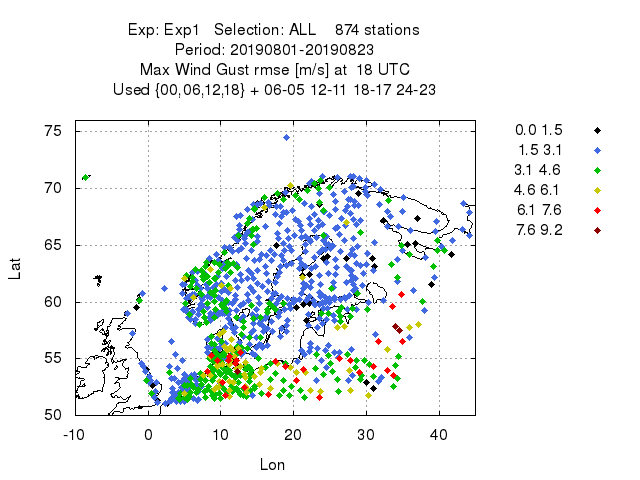 Exp: Exp1 Selection: ALL 874 stations
Period: 20190801-20190823
Max Wind Gust rmse [m/s] at 18 UTC
Used {00,06,12,18} + 06-05 12-11 18-17 24-23
75
70
65
60
55
50
Lat
-10 0 10 20 30 40
Lon
0.0 1.5
1.5 3.1
3.1 4.6
4.6 6.1
6.1 7.6
7.6 9.2